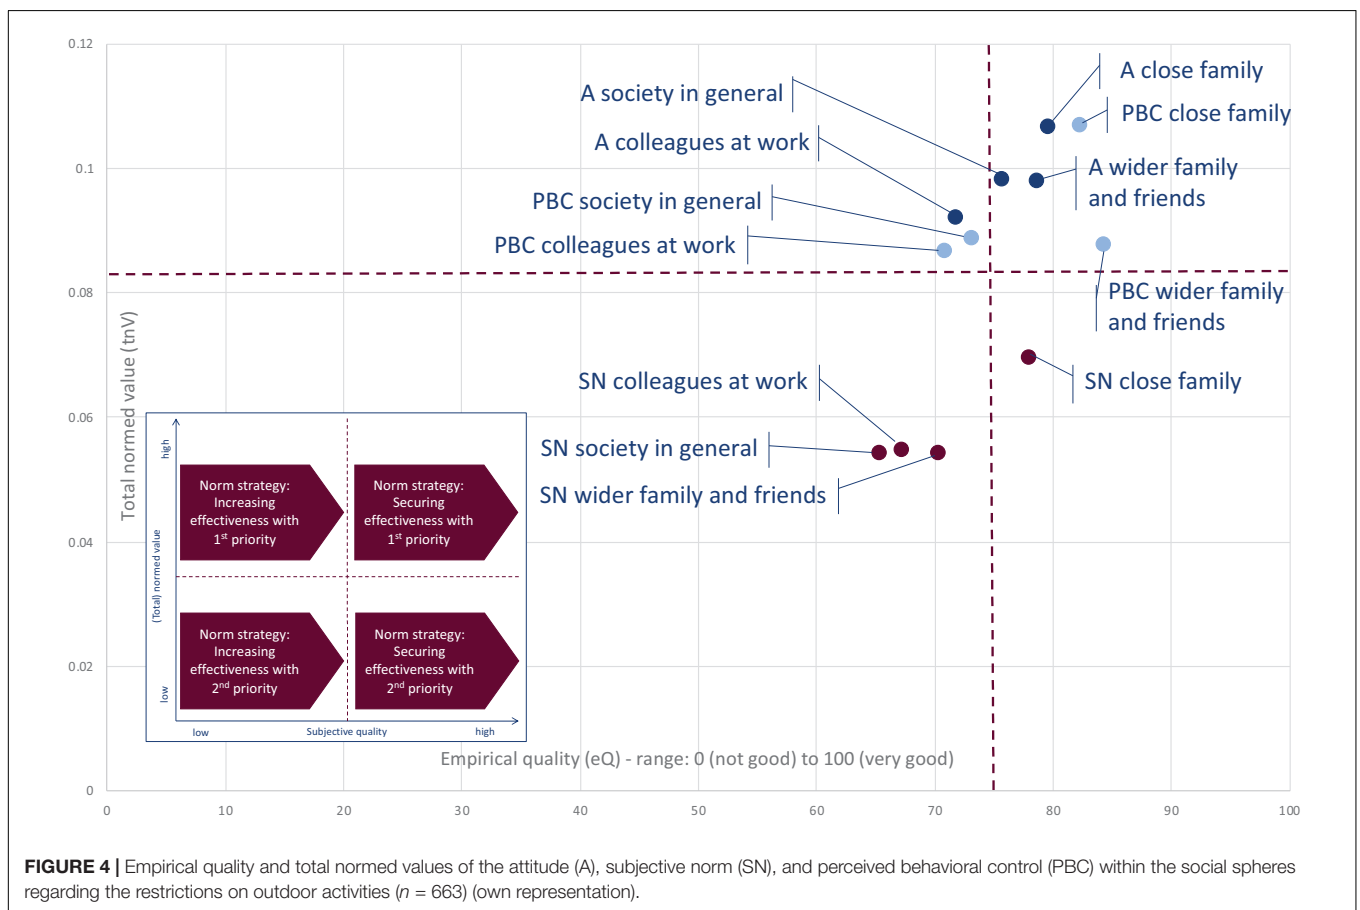 0.12
0.1
0.08
0.06
0.04
0.02
0
Total normed value (tnV)
A close family
PBC close family
A society in general
A colleagues at work
A wider family
and friends
PBC society in general
PBC colleagues at work
PBC wider family
and friends
SN close family
SN colleagues at work
SN society in general
SN wider family and friends
high
(Total) normed value
low
Norm strategy:
Increasing
effectiveness with
1st priority
Norm strategy:
Securing
effectiveness with
1st priority
Norm strategy:
Increasing
effectiveness with
2nd priority
Norm strategy:
Securing
effectiveness with
2nd priority
low
Subjective quality
high
Empirical quality (eQ) - range: 0 (not good) to 100 (very good)
0 10 20 30 40 50 60 70 80 90 100
FIGURE 4 | Empirical quality and total normed values of the attitude (A), subjective norm (SN), and perceived behavioral control (PBC) within the social spheres
regarding the restrictions on outdoor activities (n = 663) (own representation).